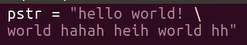 pstr = "hello world! \
world hahah heih world hh"